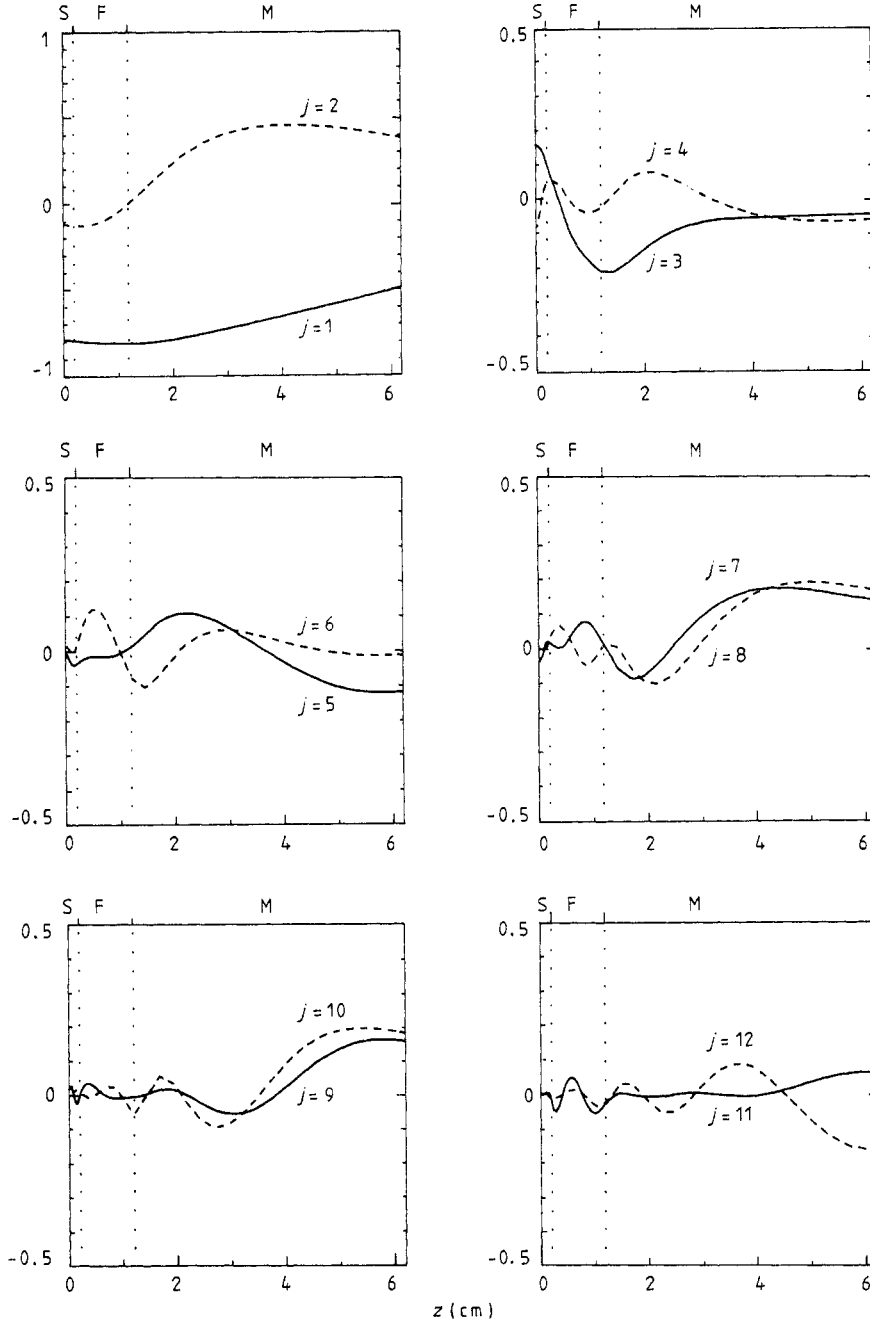 S F M S F M
1 0.5
j=2
j=4
0 0
j=3
j=1
-1 -0.5
0 2 4 6 0 2 4 6
S F M S F M
0.5 0.5
j=7
j=6
0 0
j=8
j=5
-0.5 -0.5
0 2 4 6 0 2 4 6
S F M S F M
0.5 0.5
j=10 j=12
0 0
j=9 j=11
-0.5 -0.5
0 2 4 6 0 2 4 6
z (cm)